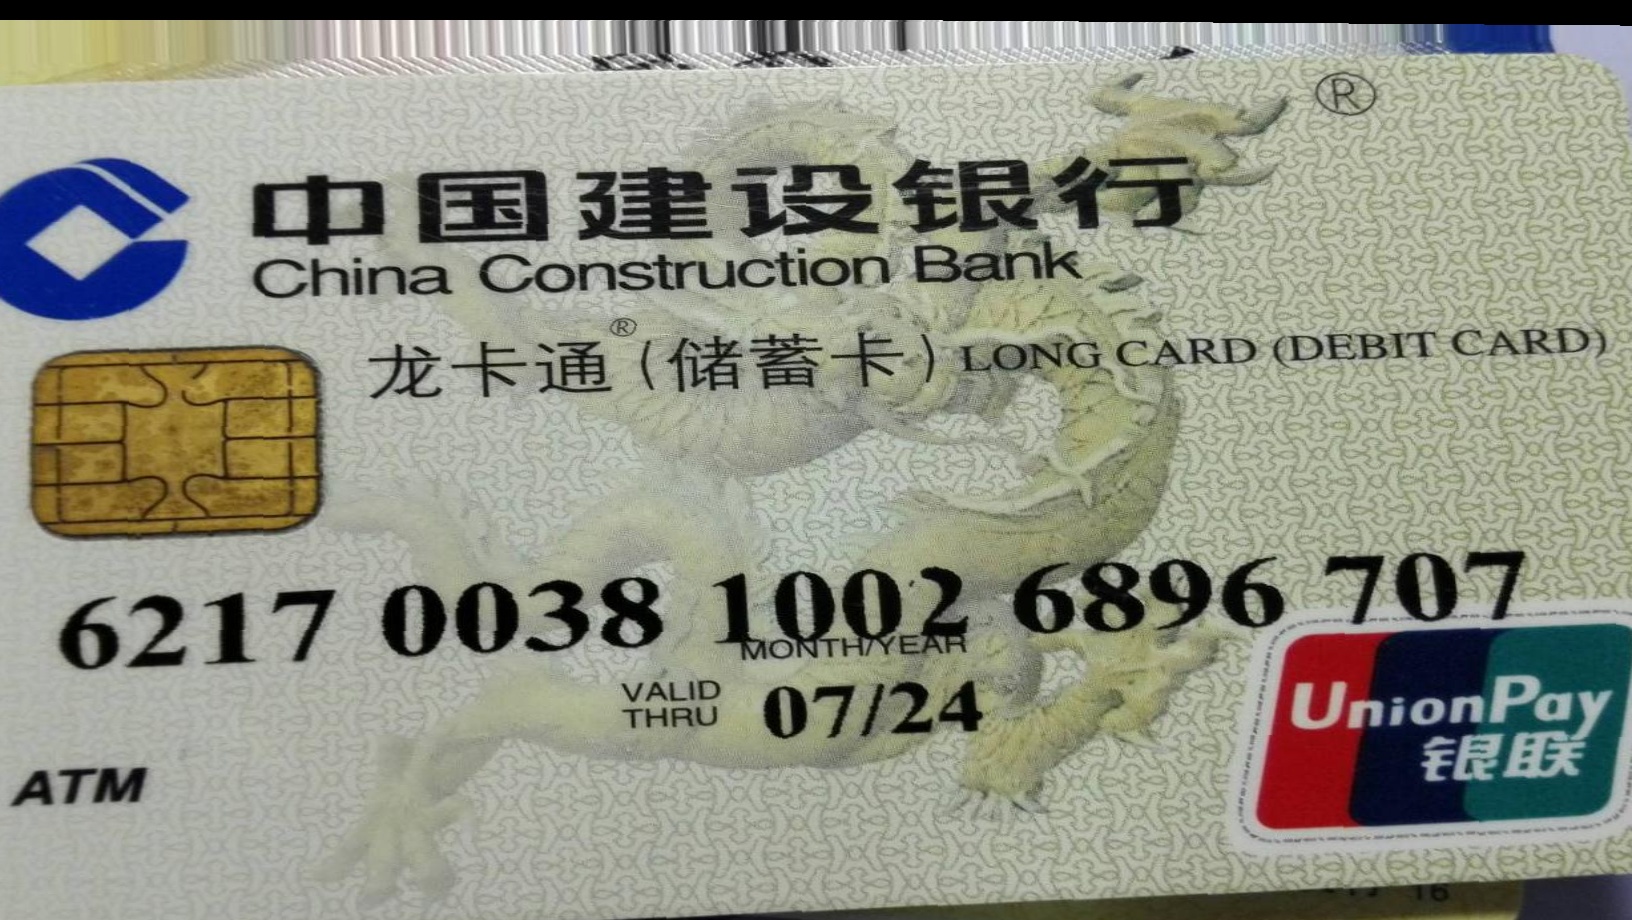 ®
中国建设银行
China Construction Bank
龙卡通®(储蓄卡) LONG CARD (DEBIT CARD)
6217 0038 1002 6896 707
MONTH/YEAR
VALID THRU 07/24
ATM
UnionPay
银联
16